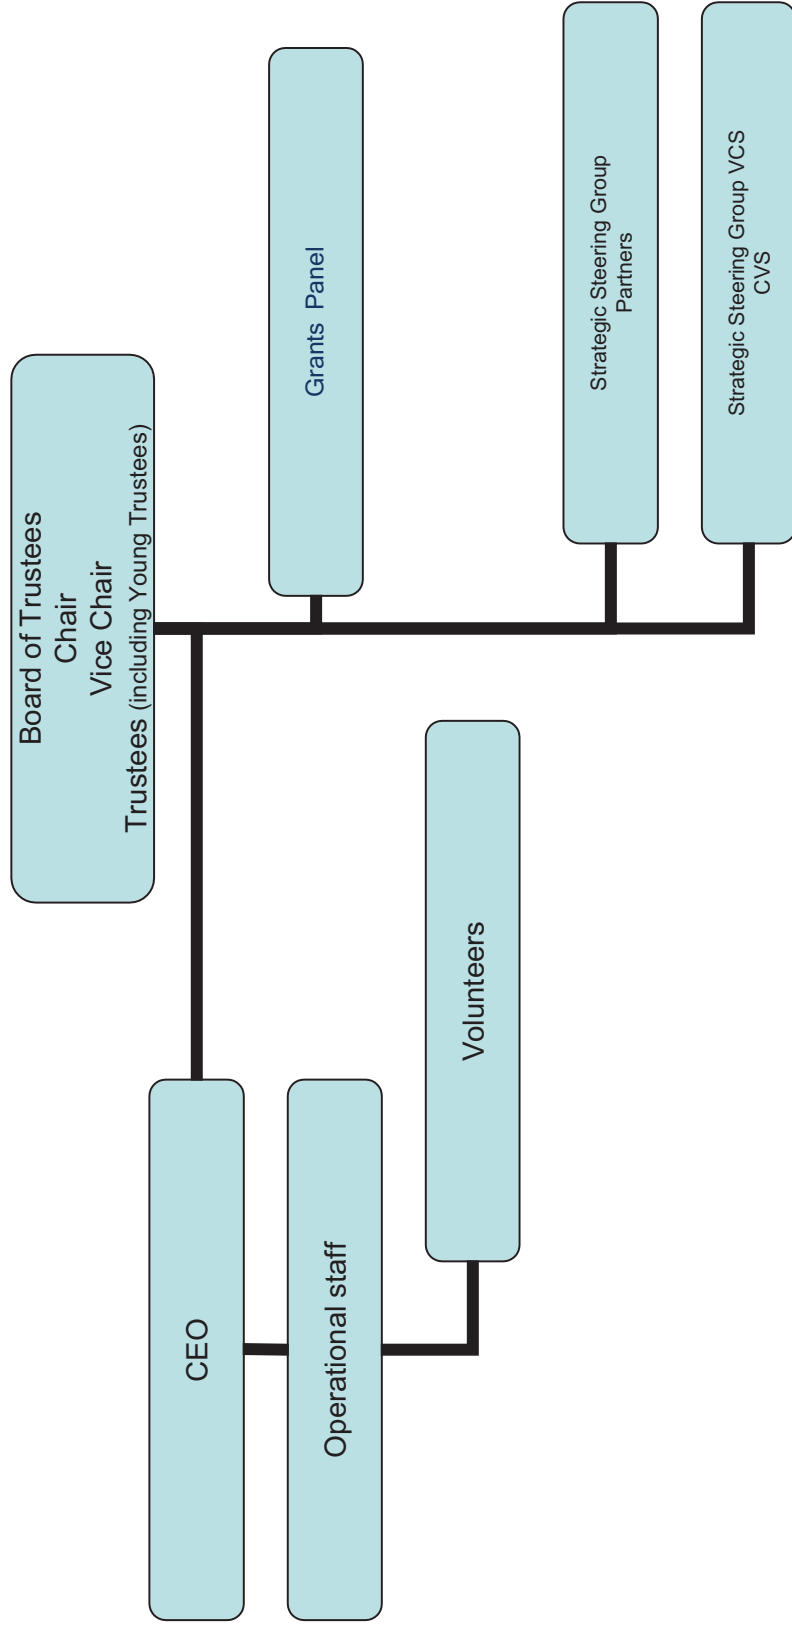 Board of Trustees
Chair
Vice Chair
Trustees (including Young Trustees)
CEO
Grants Panel
Operational staff
Volunteers
Strategic Steering Group
Partners
Strategic Steering Group VCS
CVS